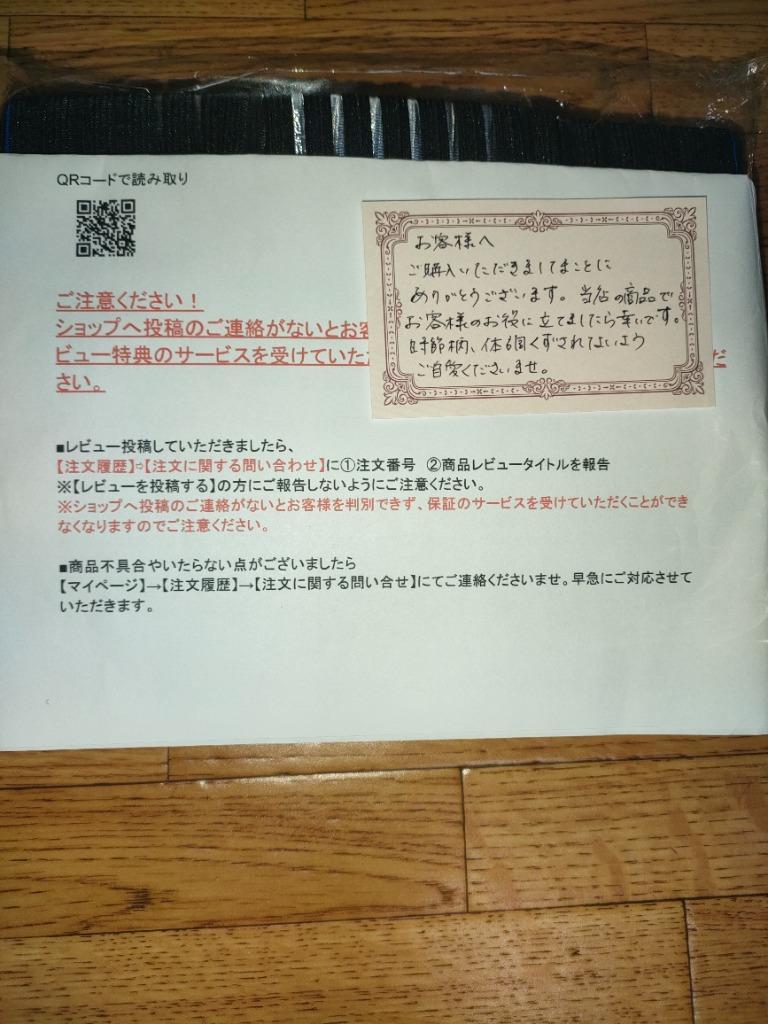 QRコードで読み取り
ご注意ください！
ショップへ投稿のご連絡がないとお客
ビュー特典のサービスを受けていた
さい。
お客様へ
ご購入いただきましてまことに
ありがとうございます。当店の商品で
お客様のお役に立てましたら幸いです。
時節柄、体調くずされてないよう
ご自愛くださいませ。
■レビュー投稿していただきましたら、
【注文履歴】⇨【注文に関する問い合わせ】に①注文番号 ②商品レビュータイトルを報告
※【レビューを投稿する】の方にご報告しないようにご注意ください。
※ショップへ投稿のご連絡がないとお客様を判別できず、保証のサービスを受けていただくことができ
なくなりますのでご注意ください。
■商品不具合やいたらない点がございましたら
【マイページ】→【注文履歴】→【注文に関する問い合せ】にてご連絡くださいませ。早急にご対応させて
いただきます。